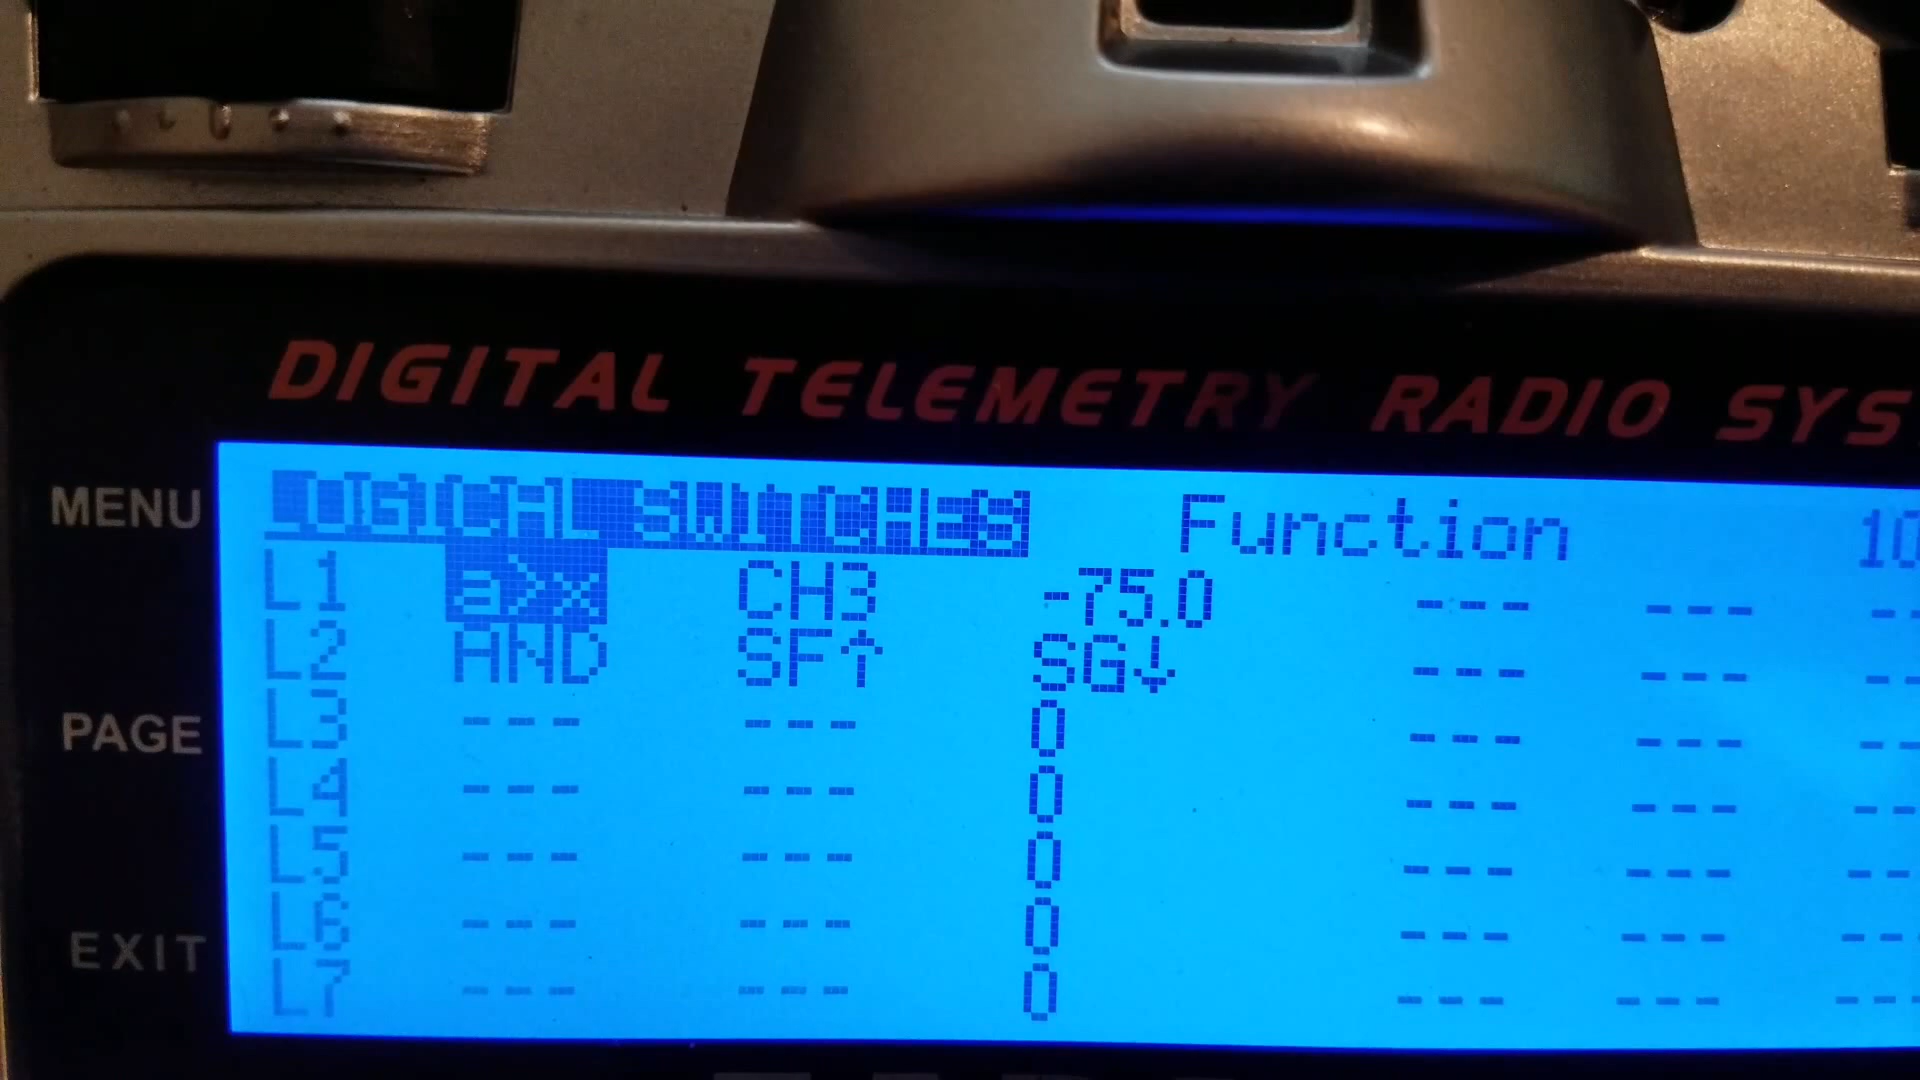 DIGITAL TELEMETRY RADIO SYS
MENU
PAGE
EXIT
LOGICAL SWITCHES Function 10
L1 a>x CH3 -75.0 --- --- --
L2 AND SF↑ SG↓ --- --- --
L3 --- --- 0 --- --- --
L4 --- --- 0 --- --- --
L5 --- --- 0 --- --- --
L6 --- --- 0 --- --- --
L7 --- --- 0 --- --- ---